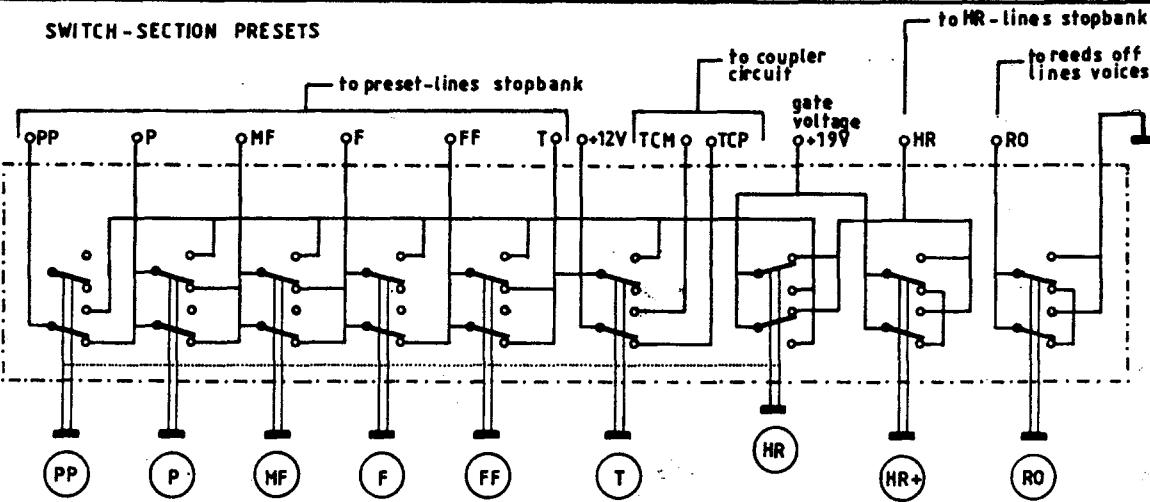 to HR-lines stopbank
SWITCH-SECTION PRESETS
to coupler
circuit
to reeds off
lines voices
to preset-lines stopbank
gate
voltage
PP P MF F FF T +12V TCM TCP +19V HR RO
PP P MF F FF T HR HR+ RO